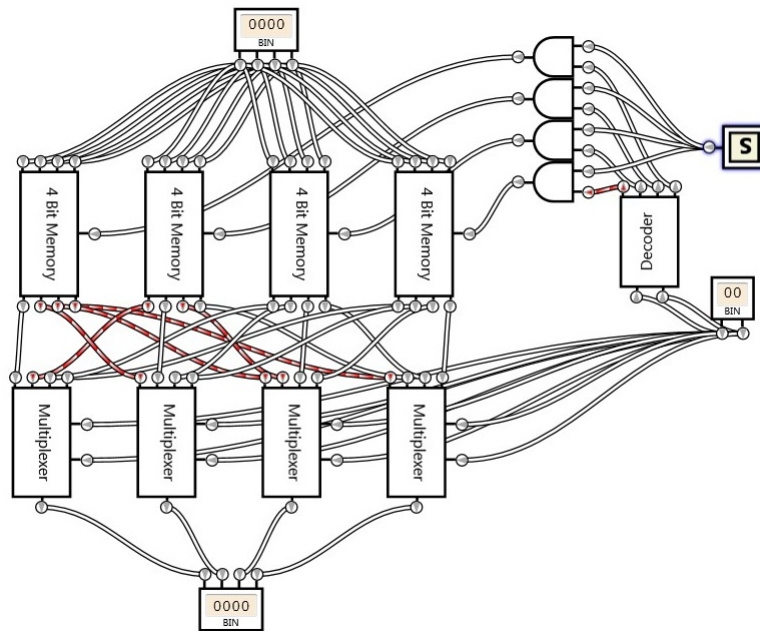 0000
BIN
S
4 Bit Memory
4 Bit Memory
4 Bit Memory
4 Bit Memory
Decoder
00
BIN
Multiplexer
Multiplexer
Multiplexer
Multiplexer
0000
BIN